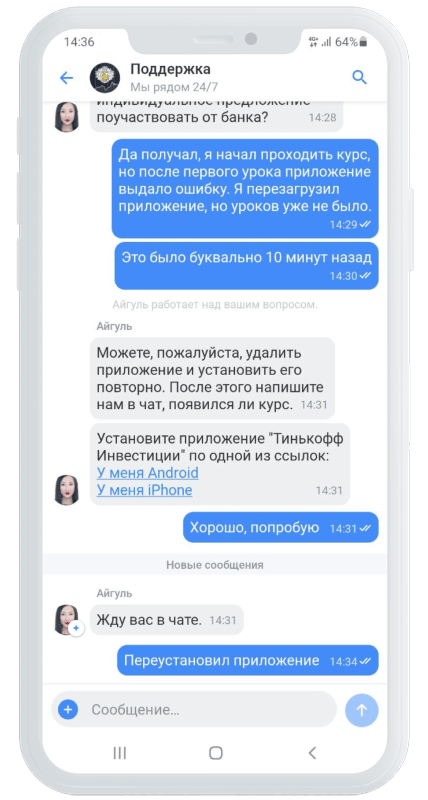 14:36
4G+
64%
Поддержка
Мы рядом 24/7
индивидуальное предложение
поучаствовать от банка? 14:28
Да получал, я начал проходить курс,
но после первого урока приложение
выдало ошибку. Я перезагрузил
приложение, но уроков уже не было.
14:29
Это было буквально 10 минут назад
14:30
Айгуль работает над вашим вопросом.
Айгуль
Можете, пожалуйста, удалить
приложение и установить его
повторно. После этого напишите
нам в чат, появился ли курс. 14:31
Установите приложение "Тинькофф
Инвестиции" по одной из ссылок:
У меня Android
У меня iPhone 14:31
Хорошо, попробую 14:31
Новые сообщения
Айгуль
Жду вас в чате. 14:31
Переустановил приложение 14:34
Сообщение...